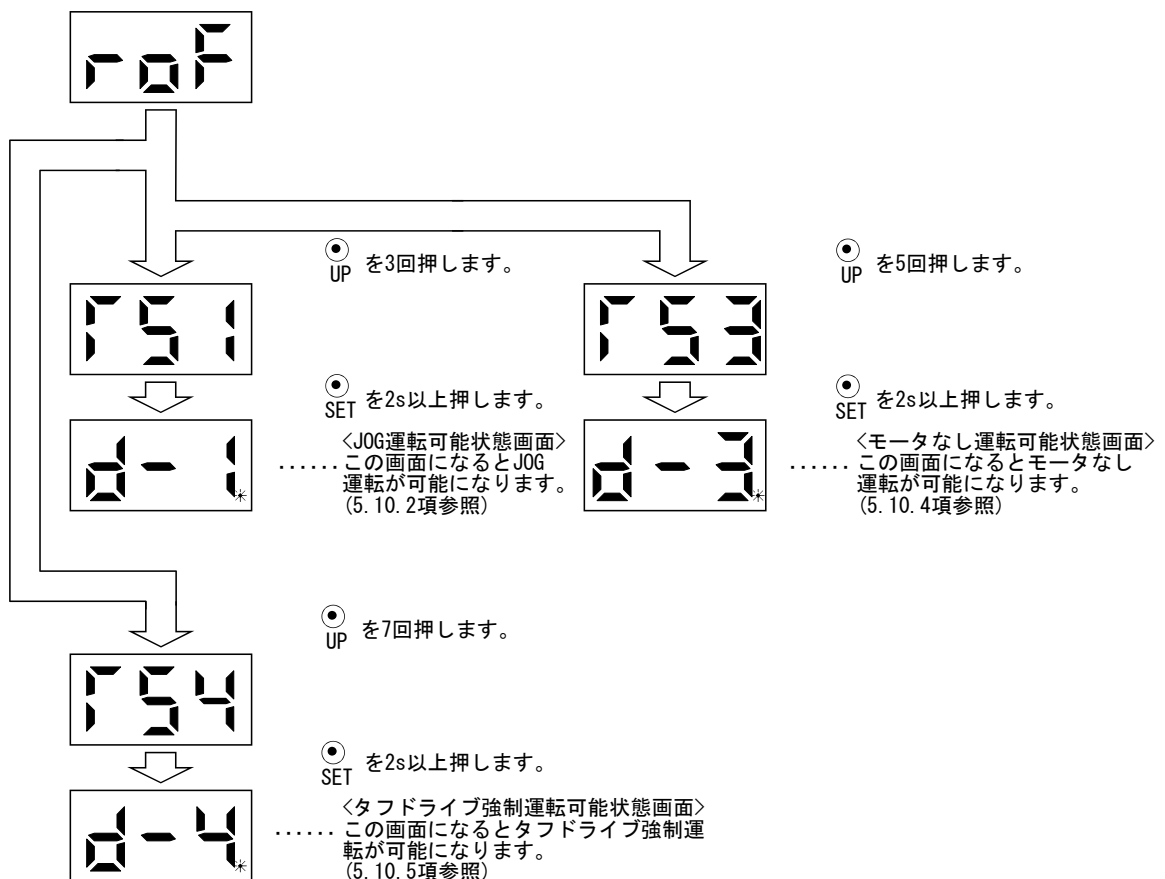 roF
UP を3回押します。
TS1
SET を2s以上押します。
d-1
<JOG運転可能状態画面>
......この画面になるとJOG
運転が可能になります。
(5.10.2項参照)
UP を5回押します。
TS3
SET を2s以上押します。
d-3
<モータなし運転可能状態画面>
......この画面になるとモータなし
運転が可能になります。
(5.10.4項参照)
UP を7回押します。
TS4
SET を2s以上押します。
d-4
<タフドライブ強制運転可能状態画面>
......この画面になるとタフドライブ強制運
転が可能になります。
(5.10.5項参照)